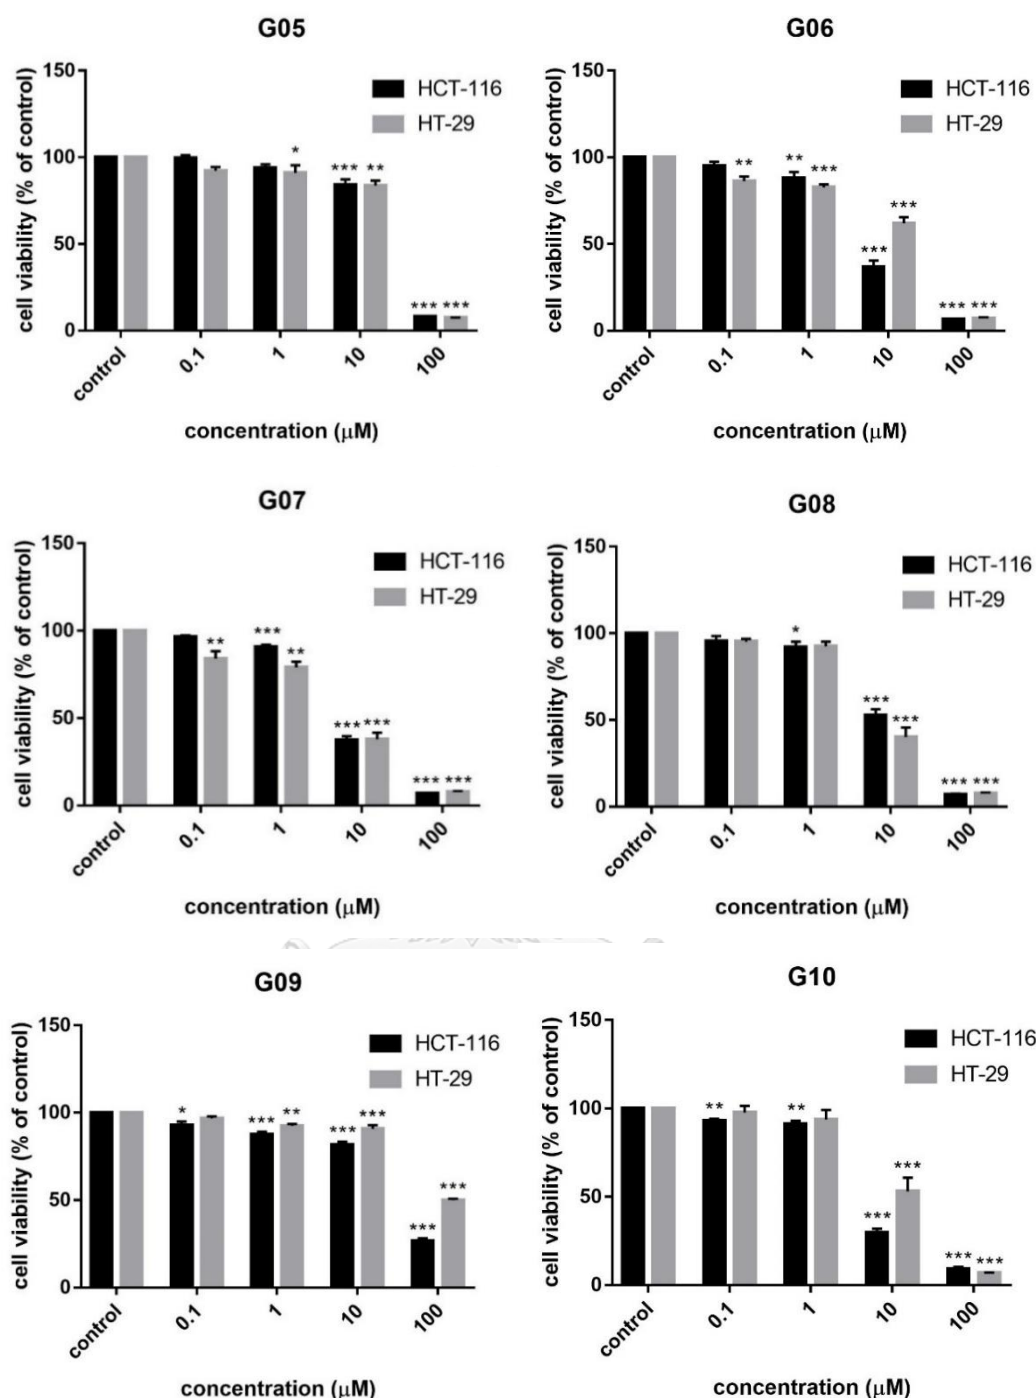 G05
cell viability (% of control)
150
100
50
0
HCT-116
HT-29
*
*** **
*** ***
control 0.1 1 10 100
concentration (μM)
G06
cell viability (% of control)
150
100
50
0
HCT-116
HT-29
** ** ***
*** ***
*** ***
control 0.1 1 10 100
concentration (μM)
G07
cell viability (% of control)
150
100
50
0
HCT-116
HT-29
** *** **
*** ***
*** ***
control 0.1 1 10 100
concentration (μM)
G08
cell viability (% of control)
150
100
50
0
HCT-116
HT-29
*
*** ***
*** ***
control 0.1 1 10 100
concentration (μM)
G09
cell viability (% of control)
150
100
50
0
HCT-116
HT-29
* *** ** *** ***
*** ***
control 0.1 1 10 100
concentration (μM)
G10
cell viability (% of control)
150
100
50
0
HCT-116
HT-29
** **
*** ***
*** ***
control 0.1 1 10 100
concentration (μM)